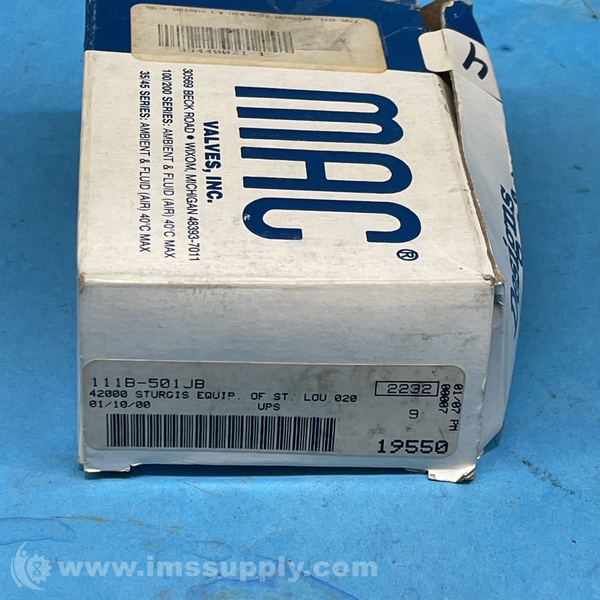 MAC®
VALVES, INC.
30569 BECK ROAD • WIXOM, MICHIGAN 48393-7011
100/200 SERIES: AMBIENT & FLUID (AIR) 40°C MAX
35/45 SERIES: AMBIENT & FLUID (AIR) 40°C MAX
h
111B-501JB
42000 STURGIS EQUIP. OF ST. LOU 020
01/10/00 UPS
2232
9
19550
01/07 PM
00007
www.imssupply.com